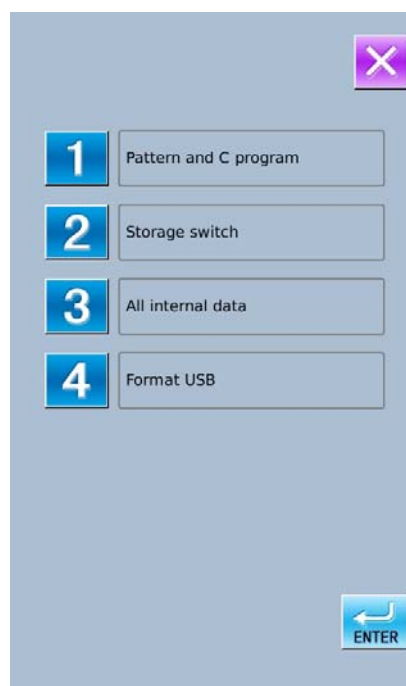 1 Pattern and C program
2 Storage switch
3 All internal data
4 Format USB
ENTER